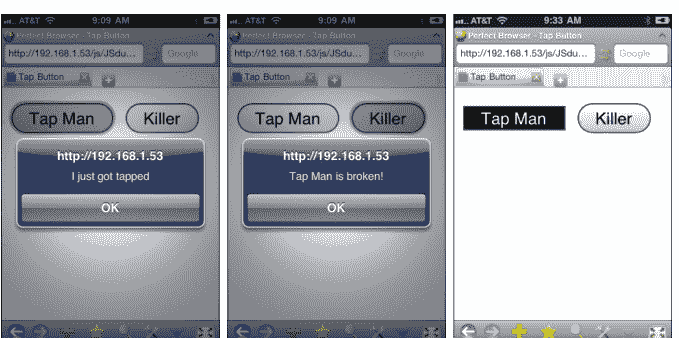 AT&T 9:09 AM
Perfect Browser - Tap Button
http://192.168.1.53/js/JSdu... Google
Tap Button
Tap Man Killer
http://192.168.1.53
I just got tapped
OK
AT&T 9:09 AM
Perfect Browser - Tap Button
http://192.168.1.53/js/JSdu... Google
Tap Button
Tap Man Killer
http://192.168.1.53
Tap Man is broken!
OK
AT&T 9:33 AM
Perfect Browser - Tap Button
http://192.168.1.53/js/JSdu... Google
Tap Button
Tap Man Killer